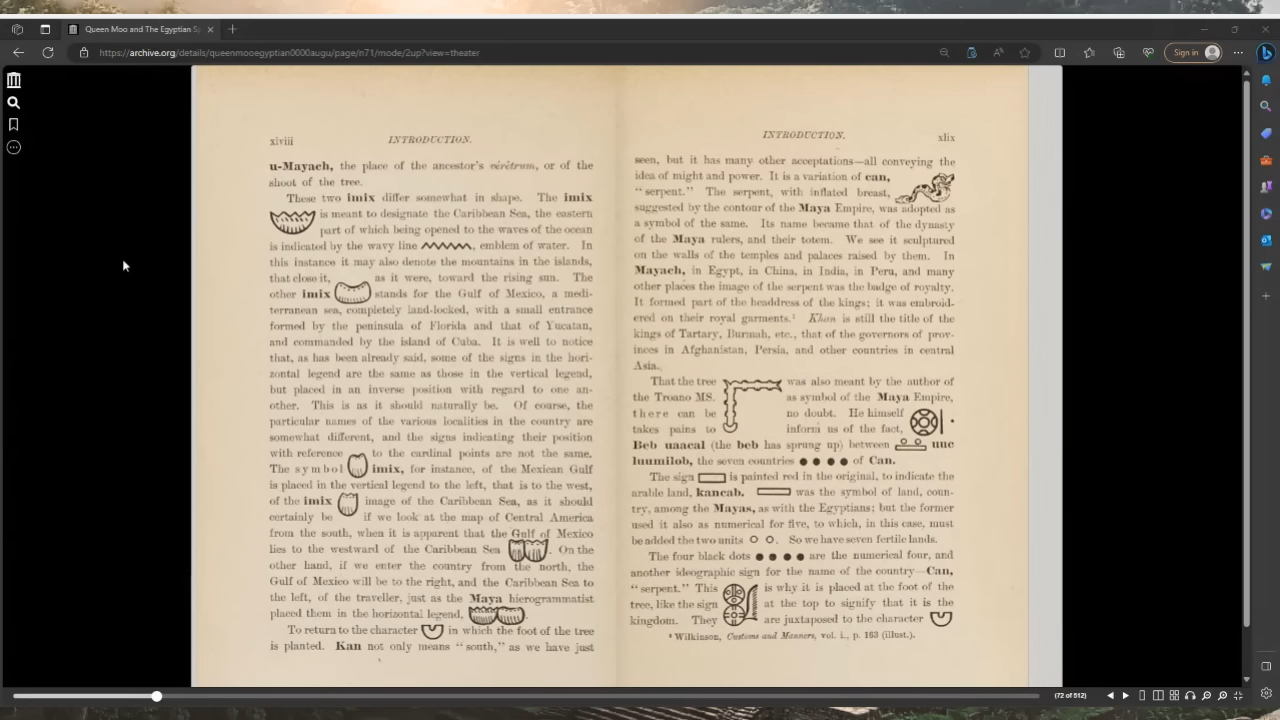 Queen Moo and The Egyptian S
https://archive.org/details/queenmooegyptian0000augu/page/n71/mode/2up?view=theater
Sign in
xlviii
INTRODUCTION.
u-Mayach, the place of the ancestor's vérêtrum, or of the
shoot of the tree.
These two imix differ somewhat in shape. The imix
is meant to designate the Caribbean Sea, the eastern
part of which being opened to the waves of the ocean
is indicated by the wavy line, emblem of water. In
this instance it may also denote the mountains in the islands,
that close it, as it were, toward the rising sun. The
other imix stands for the Gulf of Mexico, a medi-
terranean sea, completely land-locked, with a small entrance
formed by the peninsula of Florida and that of Yucatan,
and commanded by the island of Cuba. It is well to notice
that, as has been already said, some of the signs in the hori-
zontal legend are the same as those in the vertical legend,
but placed in an inverse position with regard to one an-
other. This is as it should naturally be. Of course, the
particular names of the various localities in the country are
somewhat different, and the signs indicating their position
with reference to the cardinal points are not the same.
The symbol imix, for instance, of the Mexican Gulf
is placed in the vertical legend to the left, that is to the west,
of the imix image of the Caribbean Sea, as it should
certainly be if we look at the map of Central America
from the south, when it is apparent that the Gulf of Mexico
lies to the westward of the Caribbean Sea. On the
other hand, if we enter the country from the north, the
Gulf of Mexico will be to the right, and the Caribbean Sea to
the left, of the traveller, just as the Maya hierogrammatist
placed them in the horizontal legend,
To return to the character in which the foot of the tree
is planted. Kan not only means "south," as we have just
INTRODUCTION.
xlix
seen, but it has many other acceptations—all conveying the
idea of might and power. It is a variation of can,
"serpent." The serpent, with inflated breast,
suggested by the contour of the Maya Empire, was adopted as
a symbol of the same. Its name became that of the dynasty
of the Maya rulers, and their totem. We see it sculptured
on the walls of the temples and palaces raised by them. In
Mayach, in Egypt, in China, in India, in Peru, and many
other places the image of the serpent was the badge of royalty.
It formed part of the headdress of the kings; it was embroid-
ered on their royal garments.¹ Khan is still the title of the
kings of Tartary, Burmah, etc., that of the governors of prov-
inces in Afghanistan, Persia, and other countries in central
Asia.
That the tree was also meant by the author of
the Troano MS. as symbol of the Maya Empire,
there can be no doubt. He himself
takes pains to inform us of the fact,
Beb uaacal (the beb has sprung up) between uuc
luumilob, the seven countries ● ● ● ● of Can.
The sign is painted red in the original, to indicate the
arable land, kancab. was the symbol of land, coun-
try, among the Mayas, as with the Egyptians; but the former
used it also as numerical for five, to which, in this case, must
be added the two units o o. So we have seven fertile lands.
The four black dots ● ● ● ● are the numerical four, and
another ideographic sign for the name of the country—Can,
"serpent." This is why it is placed at the foot of the
tree, like the sign at the top to signify that it is the
kingdom. They are juxtaposed to the character
¹ Wilkinson, Customs and Manners, vol. i., p. 163 (illust.).
(72 of 512)